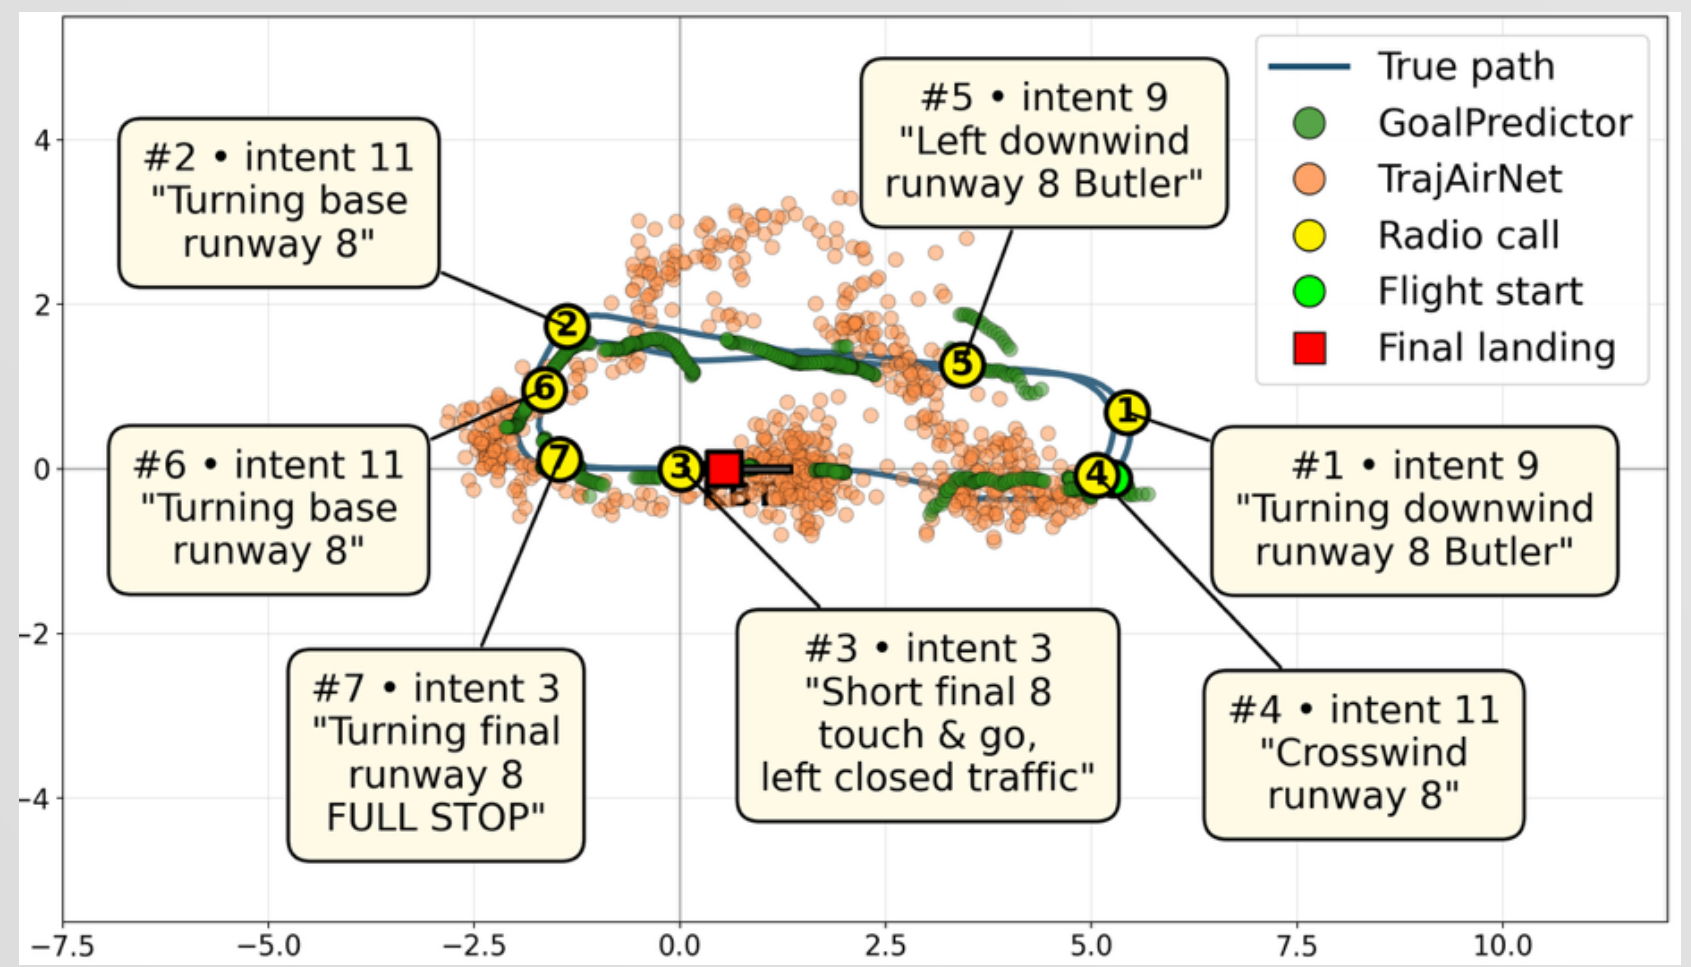 #5 • intent 9
"Left downwind
runway 8 Butler"
True path
GoalPredictor
TrajAirNet
Radio call
Flight start
Final landing
#2 • intent 11
"Turning base
runway 8"
4
2
0
−2
−4
2
5
6
1
7
3
4
#6 • intent 11
"Turning base
runway 8"
#1 • intent 9
"Turning downwind
runway 8 Butler"
#7 • intent 3
"Turning final
runway 8
FULL STOP"
#3 • intent 3
"Short final 8
touch & go,
left closed traffic"
#4 • intent 11
"Crosswind
runway 8"
−7.5
−5.0
−2.5
0.0
2.5
5.0
7.5
10.0